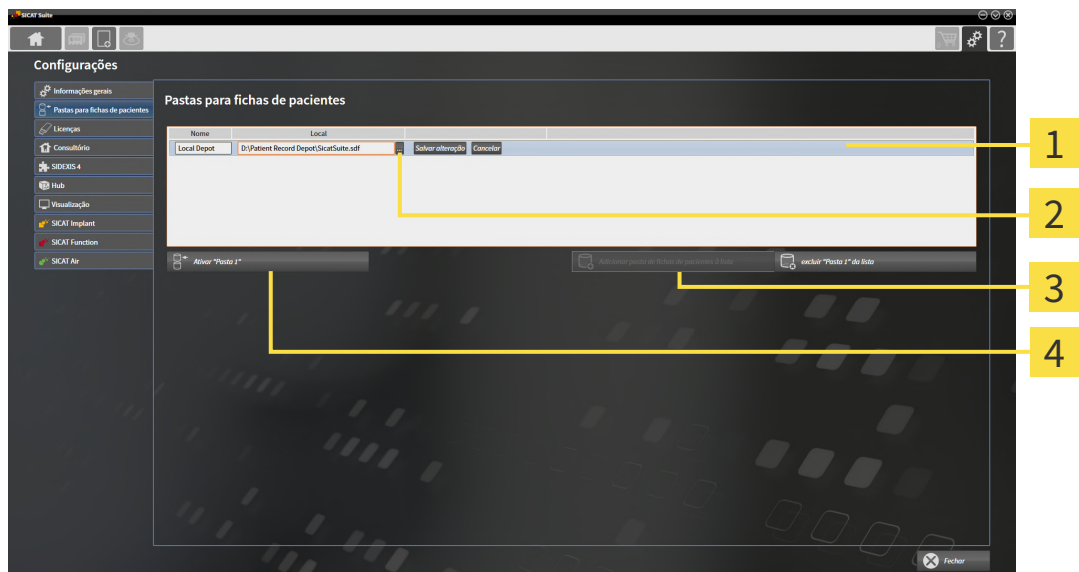 SICAT Suite
Configurações
Informações gerais
Pastas para fichas de pacientes
Licenças
Consultório
SIDEXIS 4
Hub
Visualização
SICAT Implant
SICAT Function
SICAT Air
Pastas para fichas de pacientes
Nome Local
Local Depot D:\Patient Record Depot\SicatSuite.sdf ... Salvar alteração Cancelar
Ativar "Pasta 1" Adicionar pasta de fichas de pacientes à lista excluir "Pasta 1" da lista
Fechar
?
1
2
3
4